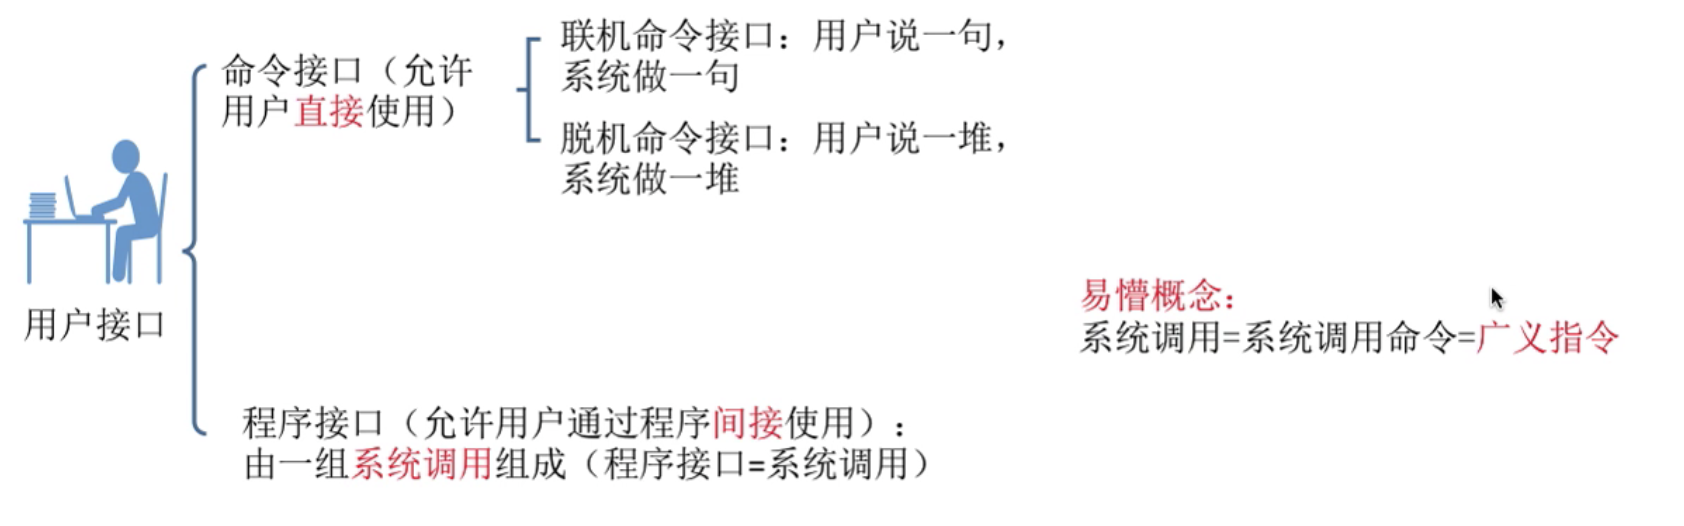 联机命令接口：用户说一句，
系统做一句
命令接口（允许
用户直接使用）
脱机命令接口：用户说一堆，
系统做一堆
用户接口
易懵概念：
系统调用=系统调用命令=广义指令
程序接口（允许用户通过程序间接使用）：
由一组系统调用组成（程序接口=系统调用）